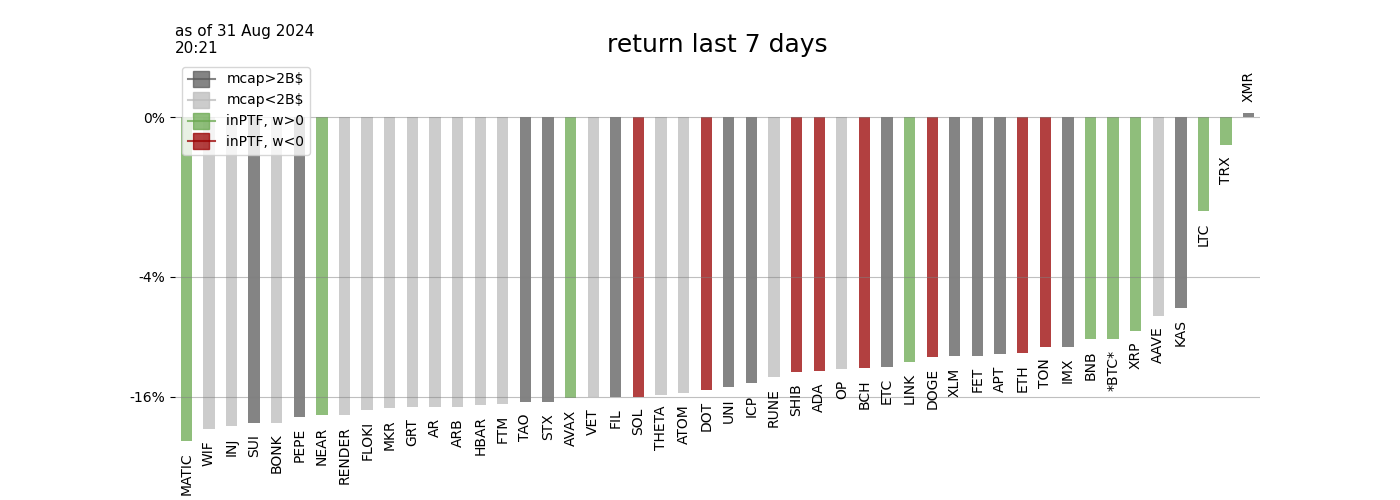 as of 31 Aug 2024
20:21
return last 7 days
mcap>2B$
mcap<2B$
inPTF, w>0
inPTF, w<0
0%
-4%
-16%
MATIC
WIF
INJ
SUI
BONK
PEPE
NEAR
RENDER
FLOKI
MKR
GRT
AR
ARB
HBAR
FTM
TAO
STX
AVAX
VET
FIL
SOL
THETA
ATOM
DOT
UNI
ICP
RUNE
SHIB
ADA
OP
BCH
ETC
LINK
DOGE
XLM
FET
APT
ETH
TON
IMX
BNB
*BTC*
XRP
AAVE
KAS
LTC
TRX
XMR